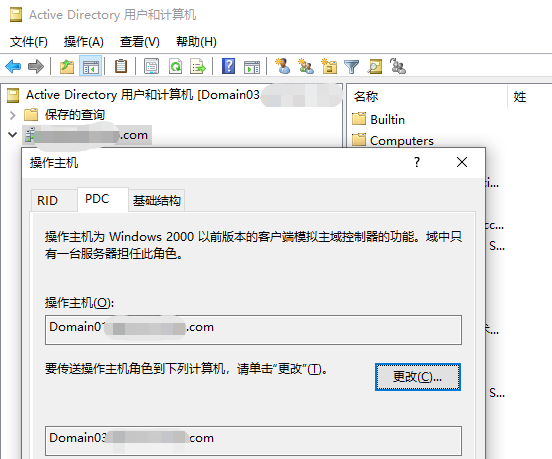 Active Directory 用户和计算机
文件(F) 操作(A) 查看(V) 帮助(H)
Active Directory 用户和计算机 [Domain03
名称 姓
保存的查询
Builtin
.com
Computers
操作主机 ? ×
RID PDC 基础结构
操作主机为 Windows 2000 以前版本的客户端模拟主域控制器的功能。域中只
有一台服务器担任此角色。
操作主机(O):
Domain01 .com
要传送操作主机角色到下列计算机，请单击“更改”(T)。
更改(C)...
Domain03 .com